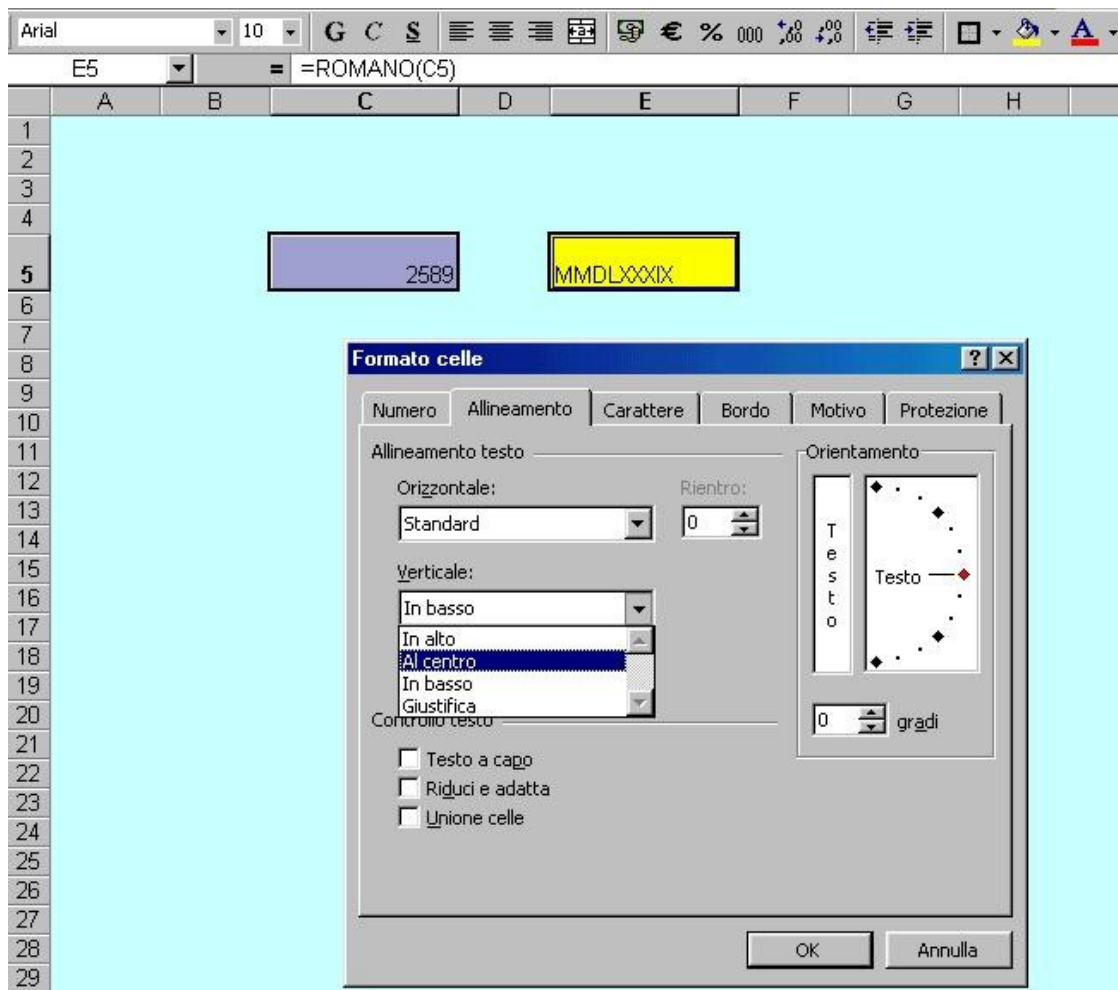 Arial 10 G C S € % 000 ,00 ,00 A
E5 = =ROMANO(C5)
A B C D E F G H
1
2
3
4
5 2589 MMDLXXXIX
6
7
8
9
10
11
12
13
14
15
16
17
18
19
20
21
22
23
24
25
26
27
28
29
Formato celle ?
Numero Allineamento Carattere Bordo Motivo Protezione
Allineamento testo
Orizzontale: Rientro:
Standard 0
Verticale:
In basso
In alto
Al centro
In basso
Giustifica
Controllo testo
Testo a capo
Riduci e adatta
Unione celle
Orientamento
T
e
s
t
o
Testo
0 gradi
OK Annulla